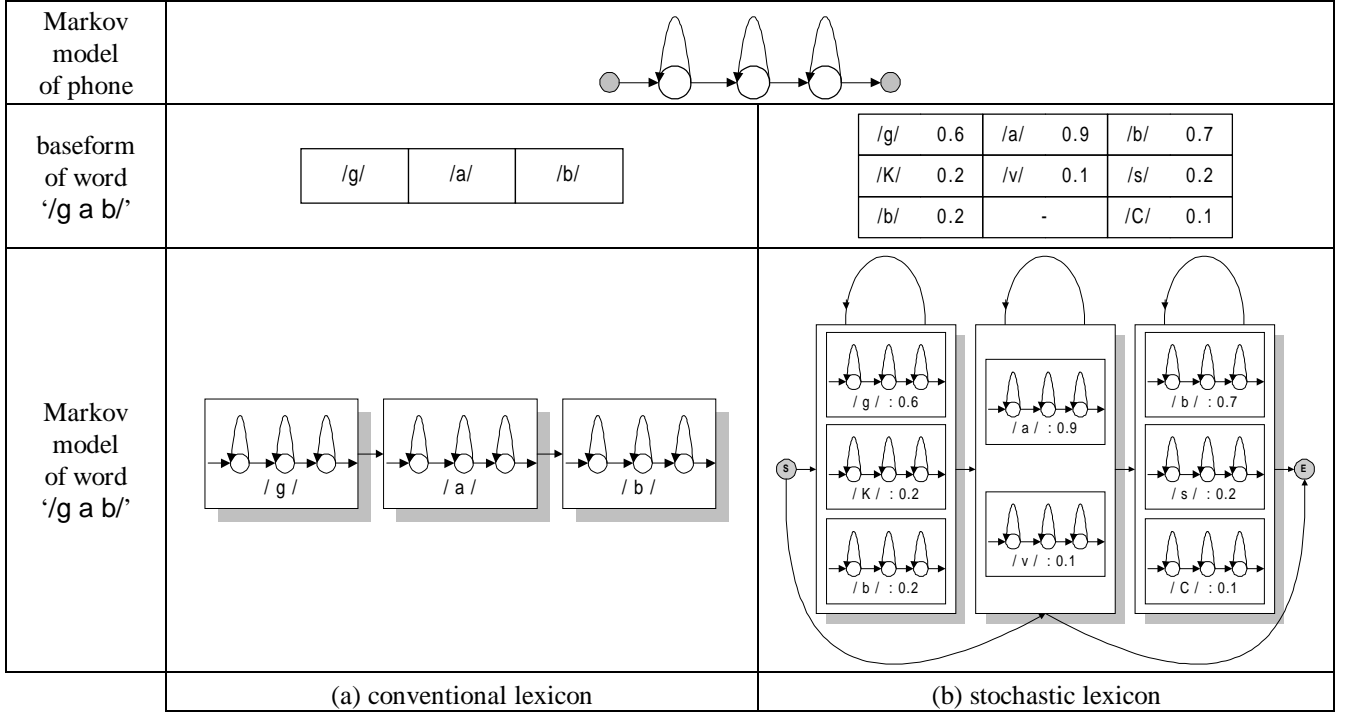 Markov
model
of phone
baseform
of word
‘/g a b/’
/g/ /a/ /b/
/g/ 0.6 /a/ 0.9 /b/ 0.7
/K/ 0.2 /v/ 0.1 /s/ 0.2
/b/ 0.2 - /C/ 0.1
Markov
model
of word
‘/g a b/’
/ g / / a / / b /
/ g / : 0.6
/ K / : 0.2
/ b / : 0.2
/ a / : 0.9
/ v / : 0.1
/ b / : 0.7
/ s / : 0.2
/ C / : 0.1
S
E
(a) conventional lexicon (b) stochastic lexicon